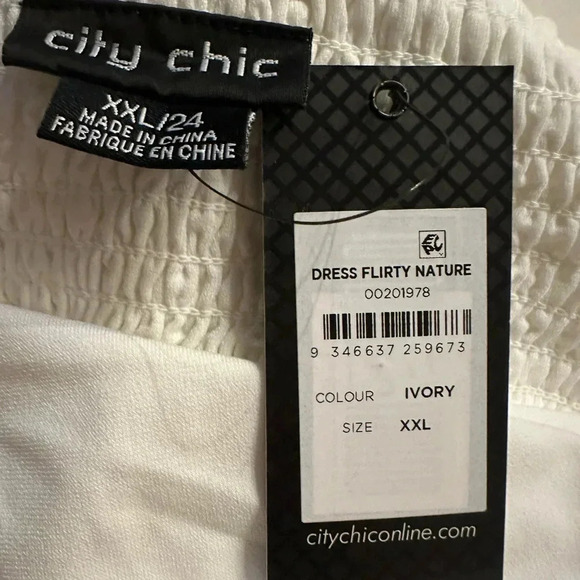 city chic
XXL/24
MADE IN CHINA
FABRIQUE EN CHINE
DRESS FLIRTY NATURE
00201978
9 346637 259673
COLOUR IVORY
SIZE XXL
citychiconline.com